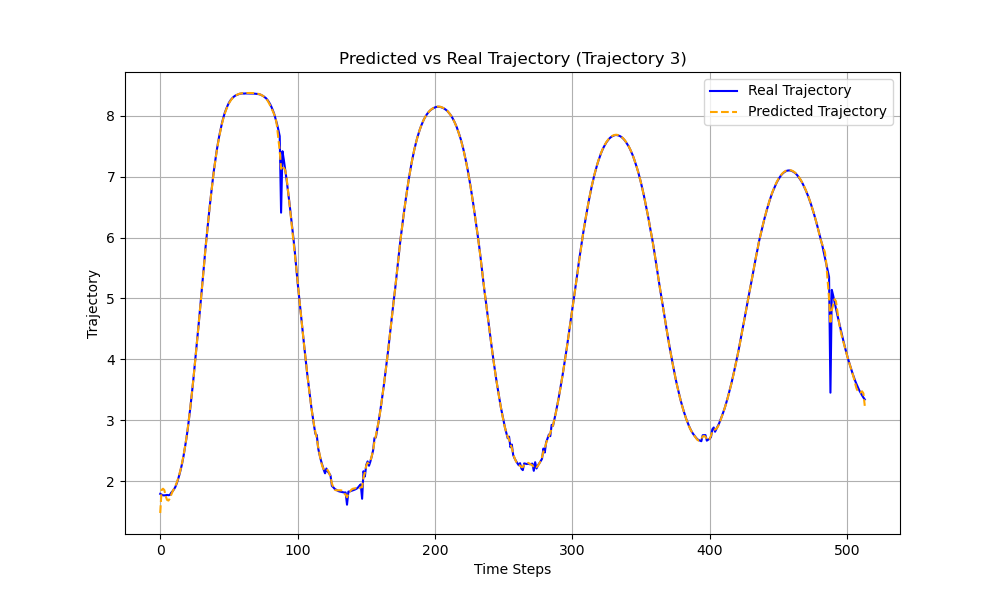 Predicted vs Real Trajectory (Trajectory 3)
Real Trajectory
Predicted Trajectory
Trajectory
8
7
6
5
4
3
2
0 100 200 300 400 500
Time Steps